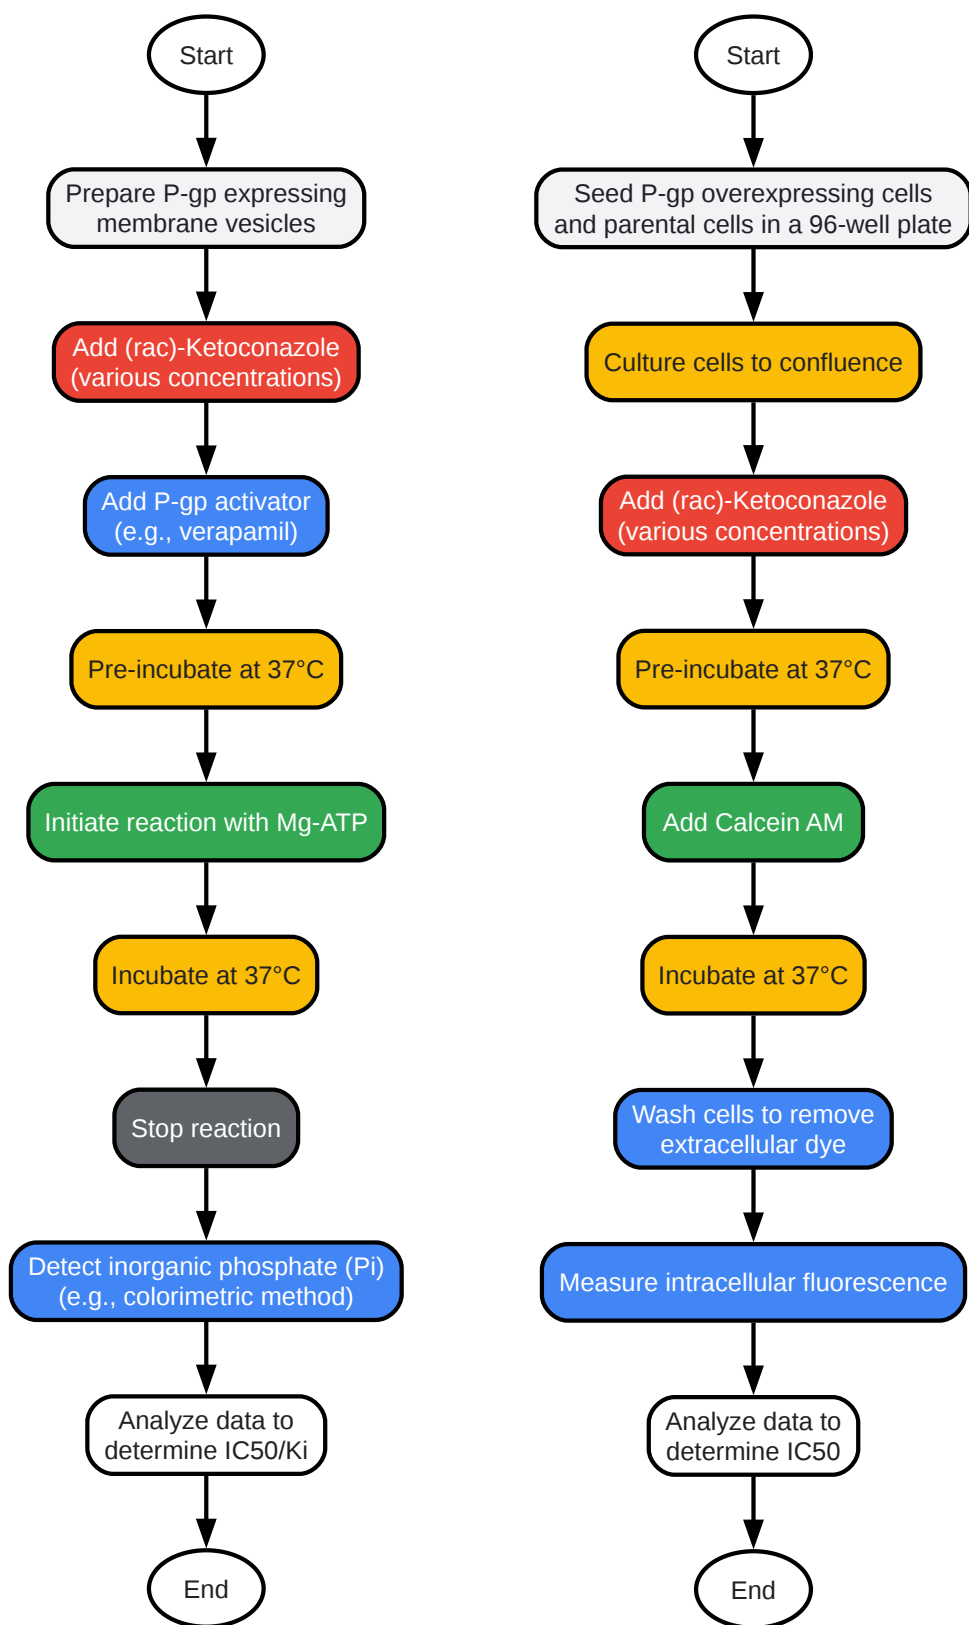 Start
Prepare P-gp expressing
membrane vesicles
Add (rac)-Ketoconazole
(various concentrations)
Add P-gp activator
(e.g., verapamil)
Pre-incubate at 37°C
Initiate reaction with Mg-ATP
Incubate at 37°C
Stop reaction
Detect inorganic phosphate (Pi)
(e.g., colorimetric method)
Analyze data to
determine IC50/Ki
End
Start
Seed P-gp overexpressing cells
and parental cells in a 96-well plate
Culture cells to confluence
Add (rac)-Ketoconazole
(various concentrations)
Pre-incubate at 37°C
Add Calcein AM
Incubate at 37°C
Wash cells to remove
extracellular dye
Measure intracellular fluorescence
Analyze data to
determine IC50
End